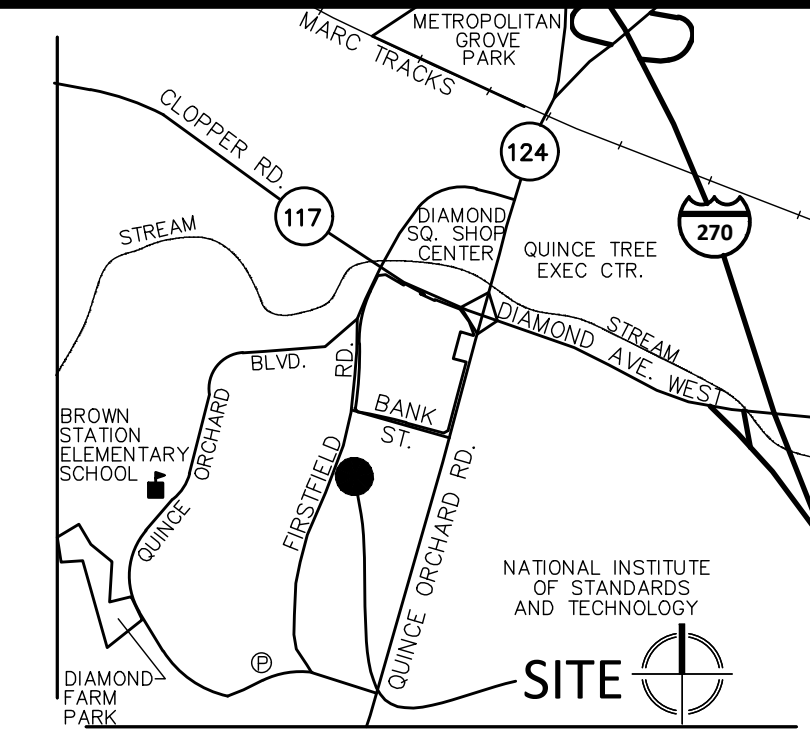 METROPOLITAN
GROVE
PARK
MARC TRACKS
CLOPPER RD.
124
117
270
STREAM
DIAMOND
SQ. SHOP
CENTER
QUINCE TREE
EXEC CTR.
DIAMOND AVE. WEST
STREAM
BLVD.
RD.
BANK
ST.
BROWN
STATION
ELEMENTARY
SCHOOL
ORCHARD
QUINCE
FIRSTFIELD
QUINCE ORCHARD RD.
NATIONAL INSTITUTE
OF STANDARDS
AND TECHNOLOGY
P
SITE
DIAMOND
FARM
PARK